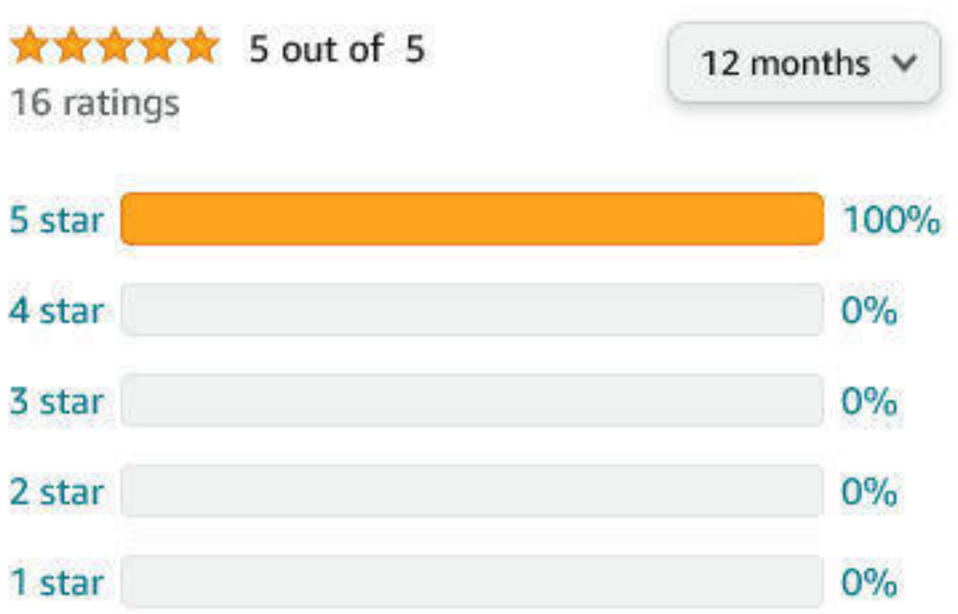 5 out of 5
12 months
16 ratings
5 star 100%
4 star 0%
3 star 0%
2 star 0%
1 star 0%